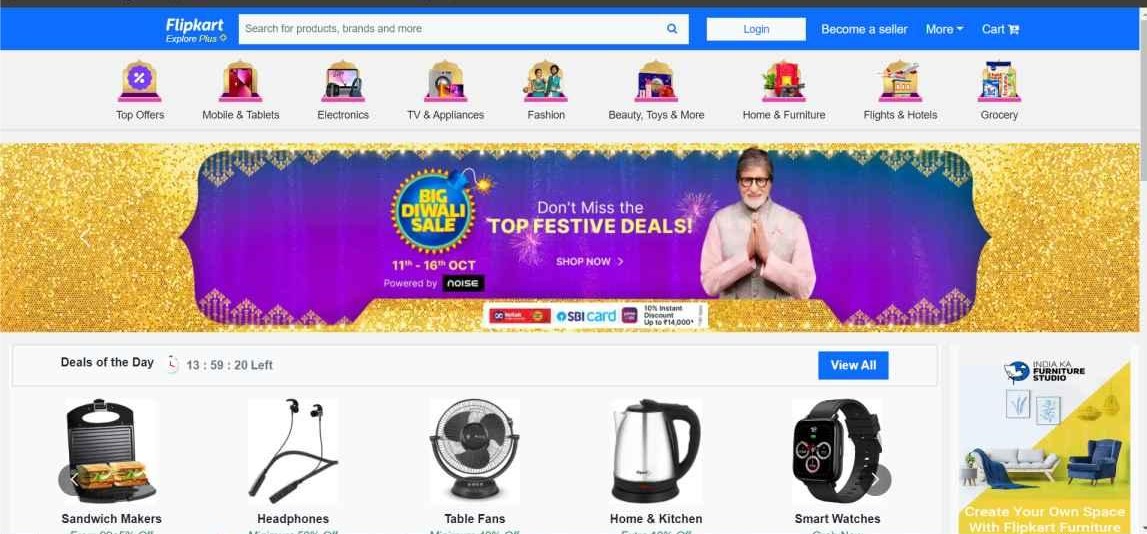 Flipkart
Explore Plus
Search for products, brands and more
Login
Become a seller
More
Cart
Top Offers
Mobile & Tablets
Electronics
TV & Appliances
Fashion
Beauty, Toys & More
Home & Furniture
Flights & Hotels
Grocery
BIG
DIWALI
SALE
11th - 16th OCT
Powered by noise
Don't Miss the
TOP FESTIVE DEALS!
SHOP NOW >
SBI card
10% Instant
Discount
Up to ₹14,000*
Deals of the Day
13 : 59 : 20 Left
View All
INDIA KA
FURNITURE
STUDIO
Sandwich Makers
Headphones
Table Fans
Home & Kitchen
Smart Watches
Create Your Own Space
With Flipkart Furniture